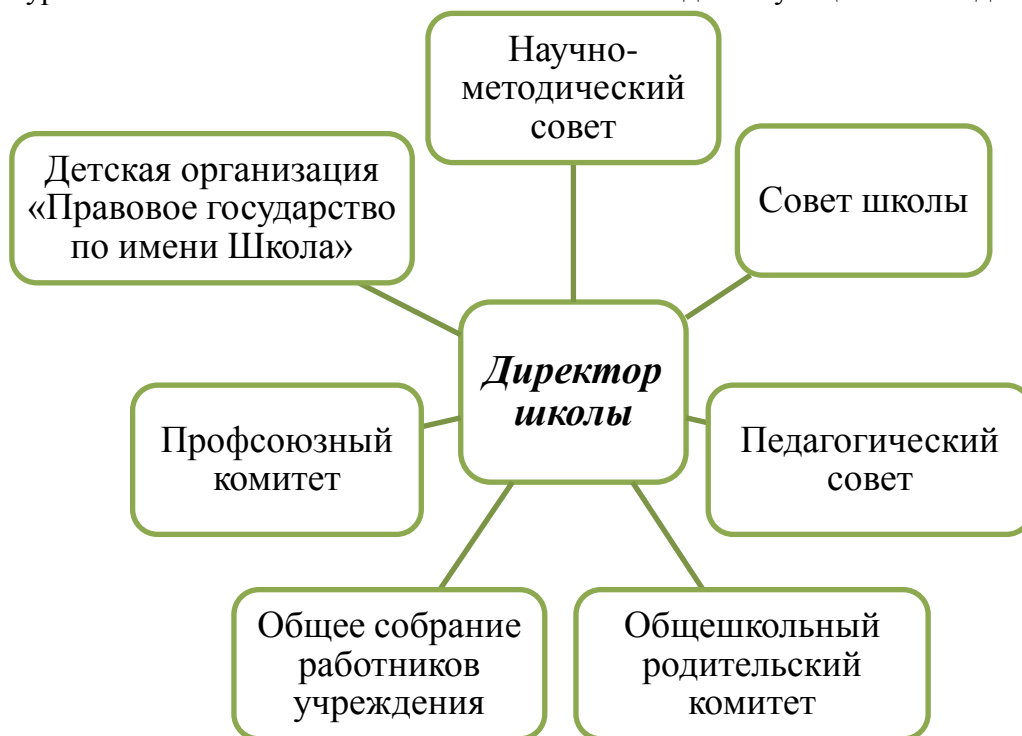 Научно-
методический
совет
Детская организация
«Правовое государство
по имени Школа»
Совет школы
Директор
школы
Профсоюзный
комитет
Педагогический
совет
Общее собрание
работников
учреждения
Общешкольный
родительский
комитет